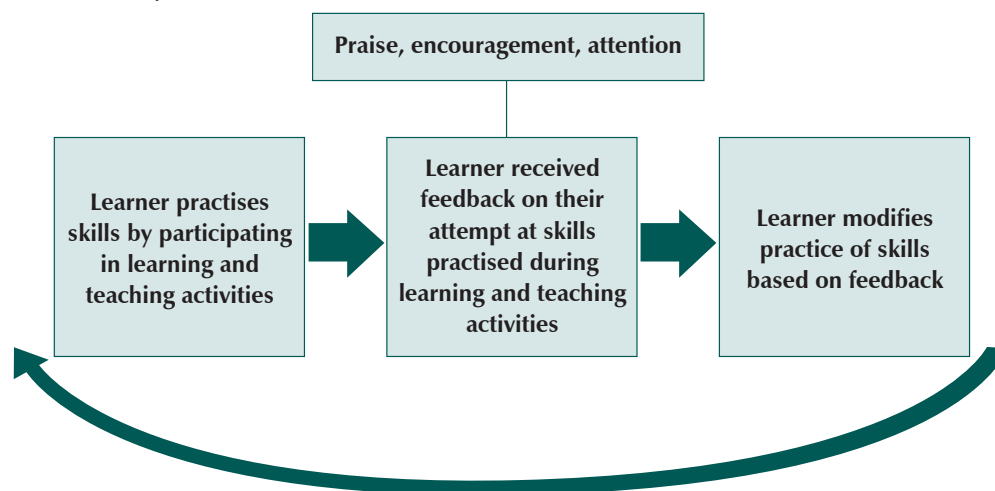 Praise, encouragement, attention
Learner practises
skills by participating
in learning and
teaching activities
Learner received
feedback on their
attempt at skills
practised during
learning and teaching
activities
Learner modifies
practice of skills
based on feedback